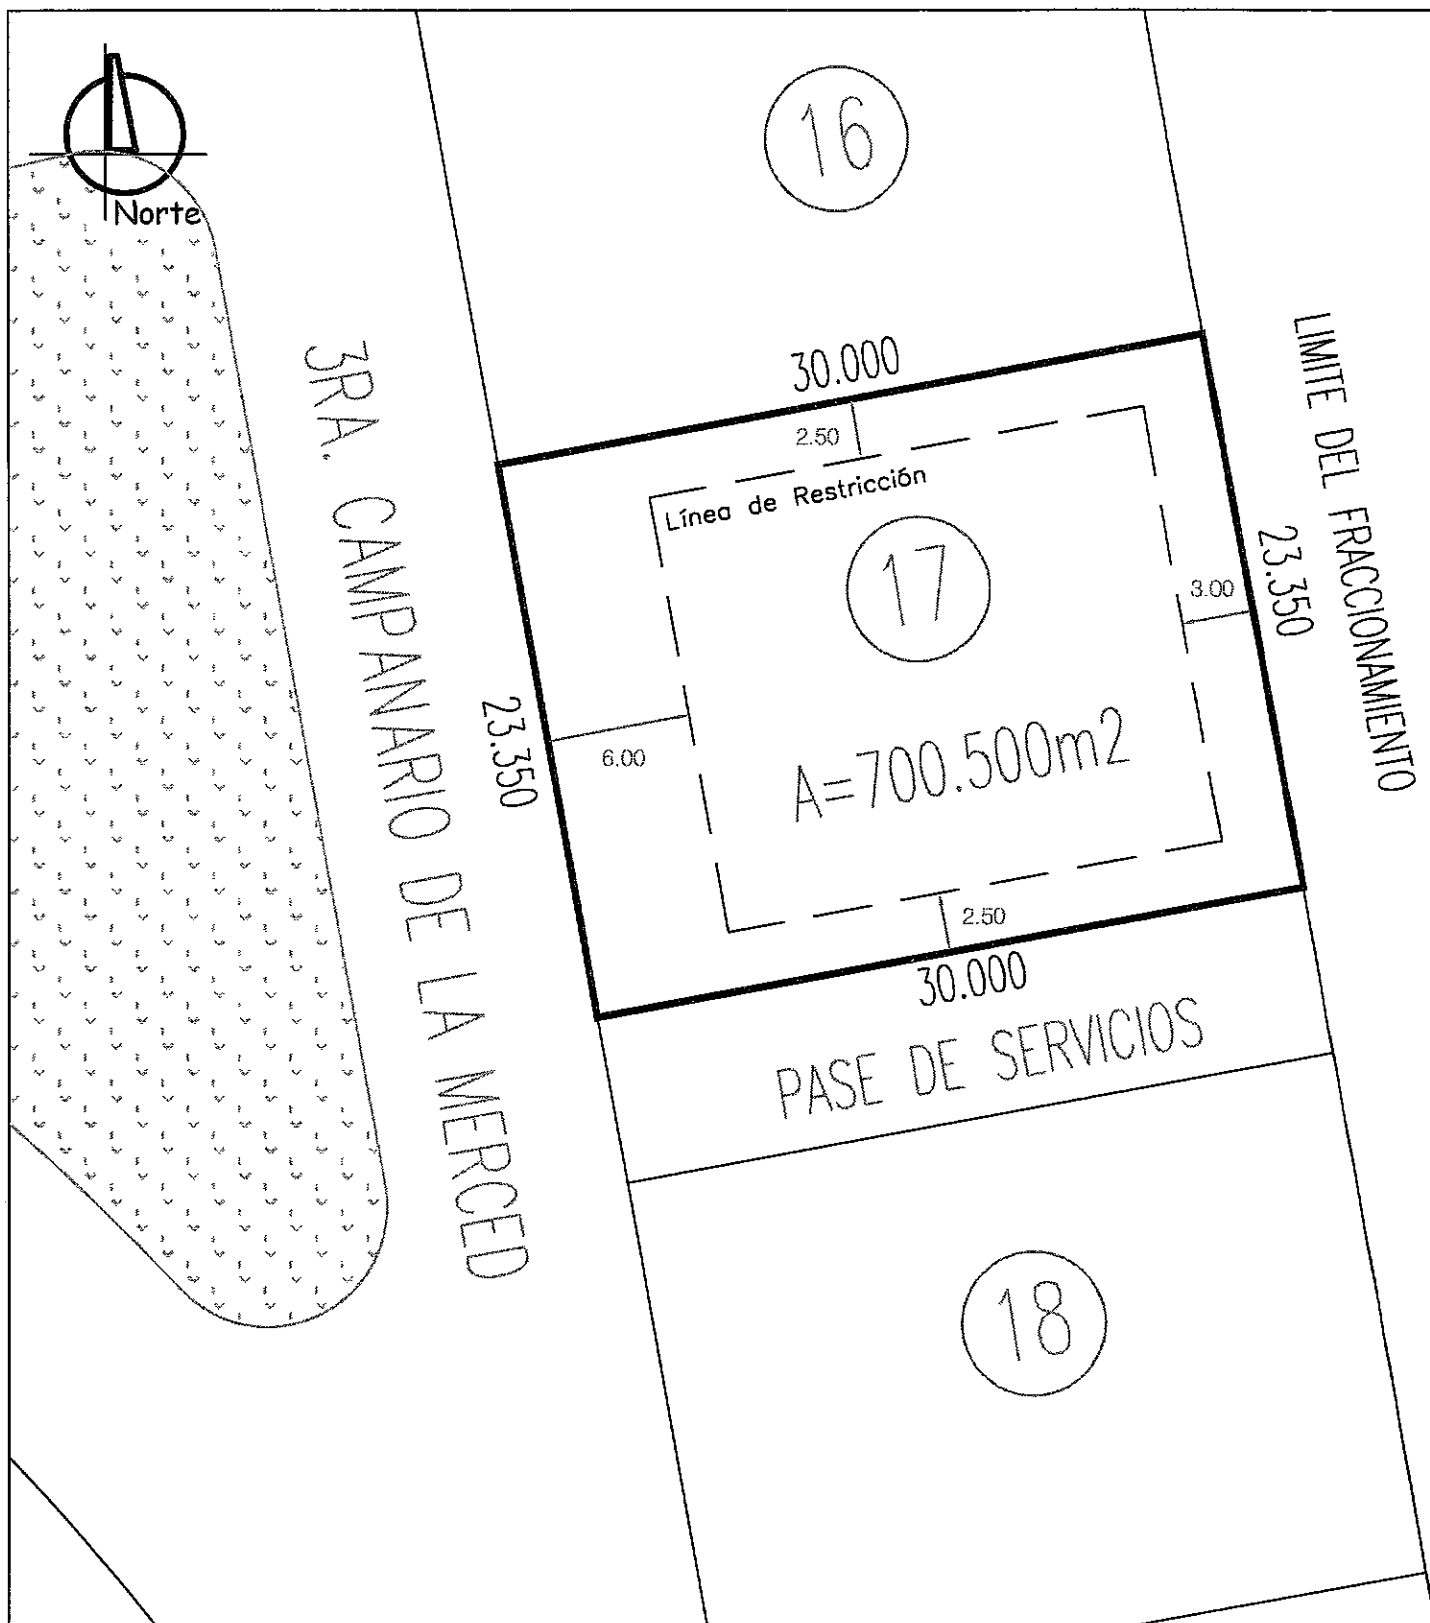 Norte
16
3RA. CAMPANARIO DE LA MERCED
30.000
2.50
Línea de Restricción
17
LIMITE DEL FRACCIONAMIENTO
23.350
3.00
23.350
6.00
A=700.500m2
2.50
30.000
PASE DE SERVICIOS
18